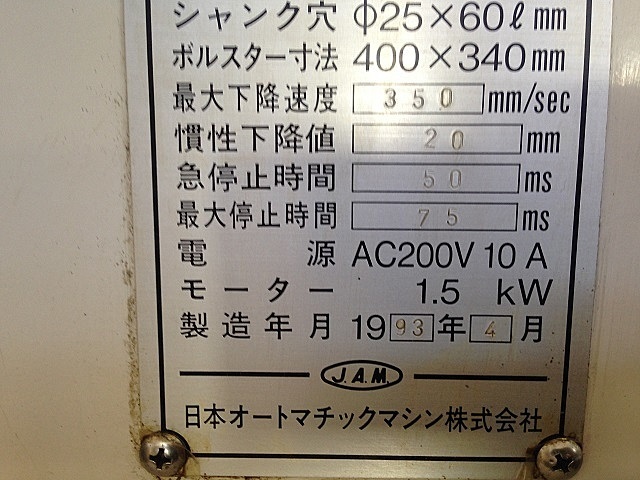 シャンク穴 φ25×60ℓmm
ボルスター寸法 400×340mm
最大下降速度 350 mm/sec
慣性下降値 20 mm
急停止時間 50 ms
最大停止時間 75 ms
電源 AC200V 10A
モーター 1.5 kW
製造年月 1993年4月
J.A.M.
日本オートマチックマシン株式会社